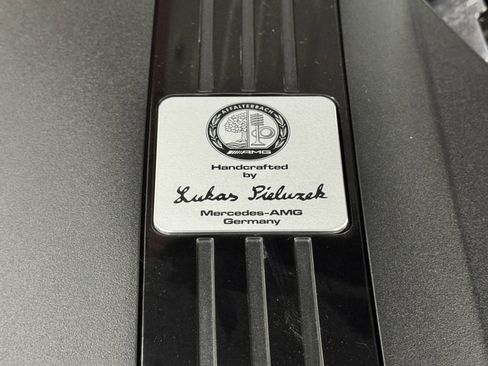 AFFALTERBACH
AMG
Handcrafted
by
Lukas Pieluzek
Mercedes-AMG
Germany